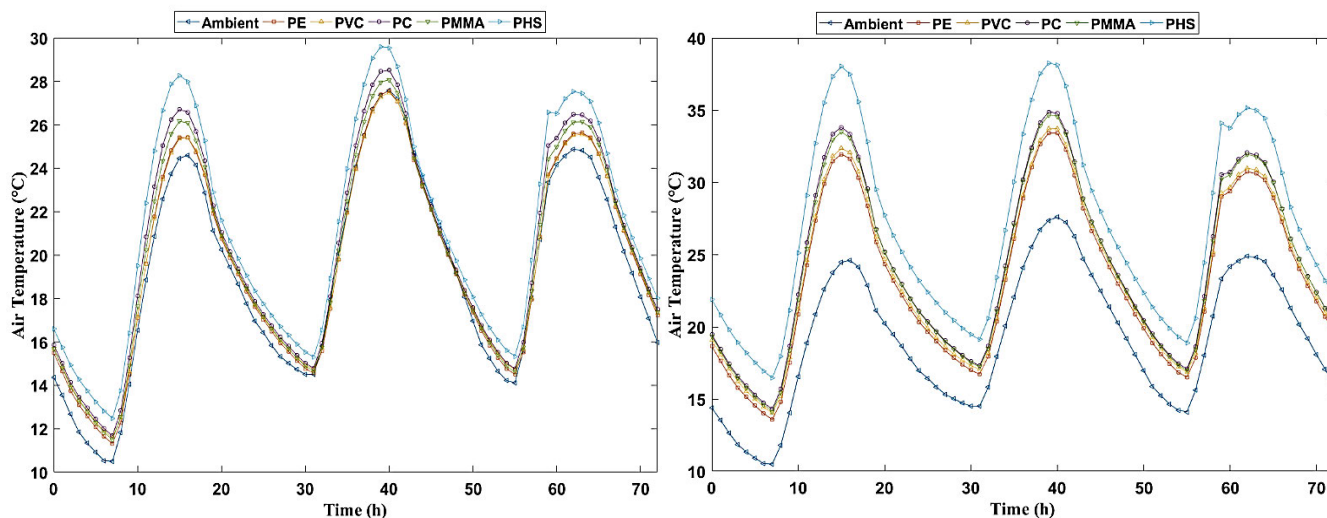 Ambient PE PVC PC PMMA PHS
30
28
26
24
22
20
18
16
14
12
10
Air Temperature (°C)
0 10 20 30 40 50 60 70
Time (h)
Ambient PE PVC PC PMMA PHS
40
35
30
25
20
15
10
Air Temperature (°C)
0 10 20 30 40 50 60 70
Time (h)